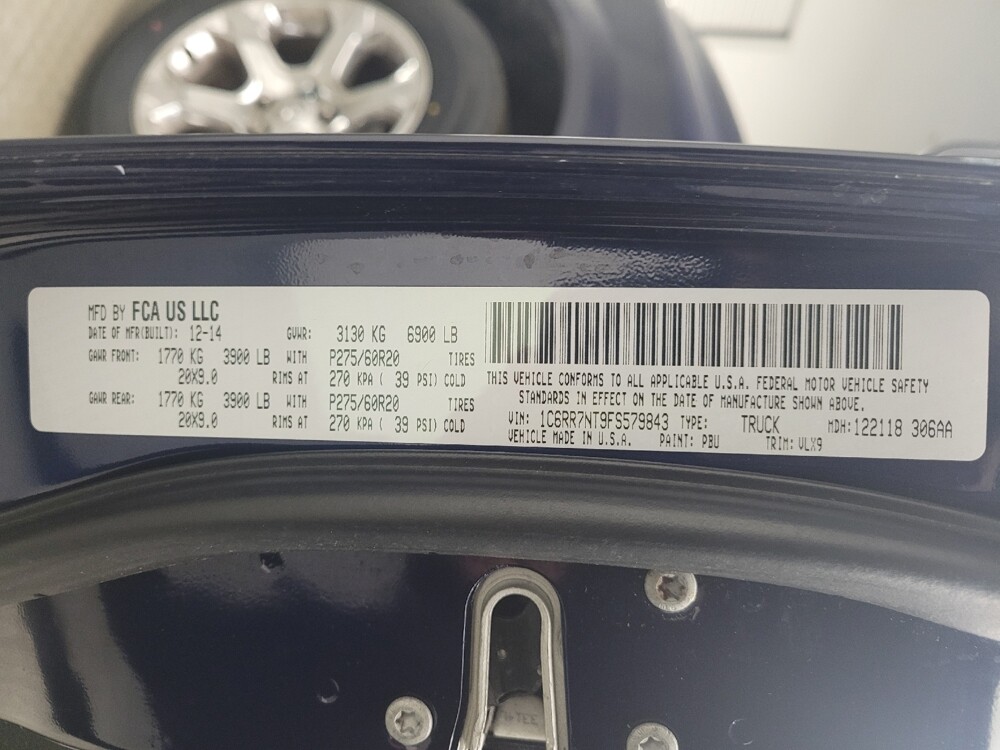 MFD BY FCA US LLC
DATE OF MFR(BUILT): 12-14 GVWR: 3130 KG 6900 LB
GAWR FRONT: 1770 KG 3900 LB WITH P275/60R20 TIRES
20X9.0 RIMS AT 270 KPA ( 39 PSI) COLD
GAWR REAR: 1770 KG 3900 LB WITH P275/60R20 TIRES
20X9.0 RIMS AT 270 KPA ( 39 PSI) COLD
THIS VEHICLE CONFORMS TO ALL APPLICABLE U.S.A. FEDERAL MOTOR VEHICLE SAFETY
STANDARDS IN EFFECT ON THE DATE OF MANUFACTURE SHOWN ABOVE.
VIN: 1C6RR7NT9FS579843 TYPE: TRUCK MDH: 122118 306AA
VEHICLE MADE IN U.S.A. PAINT: PBU TRIM: VLX9